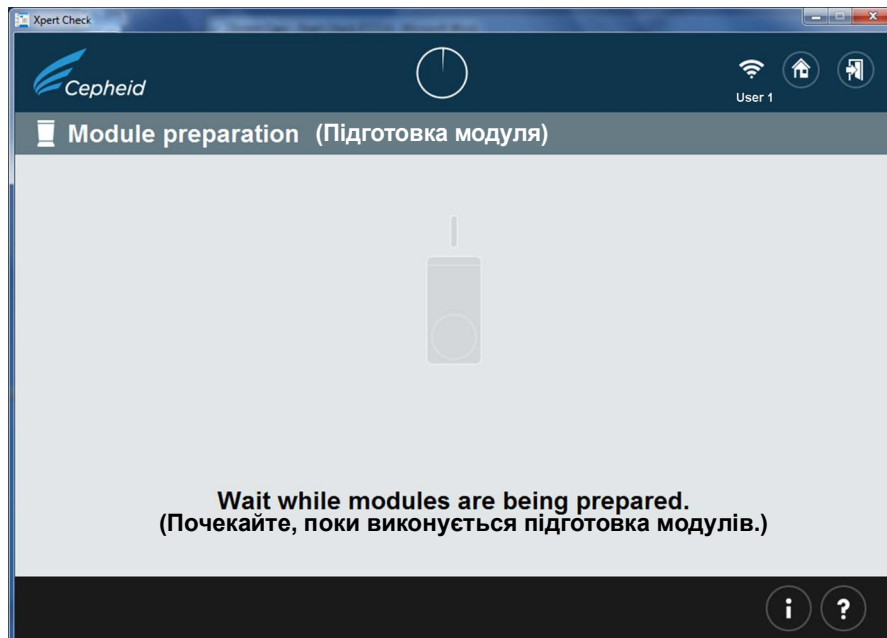 Xpert Check
Cepheid
User 1
Module preparation (Підготовка модуля)
Wait while modules are being prepared.
(Почекайте, поки виконується підготовка модулів.)
i ?